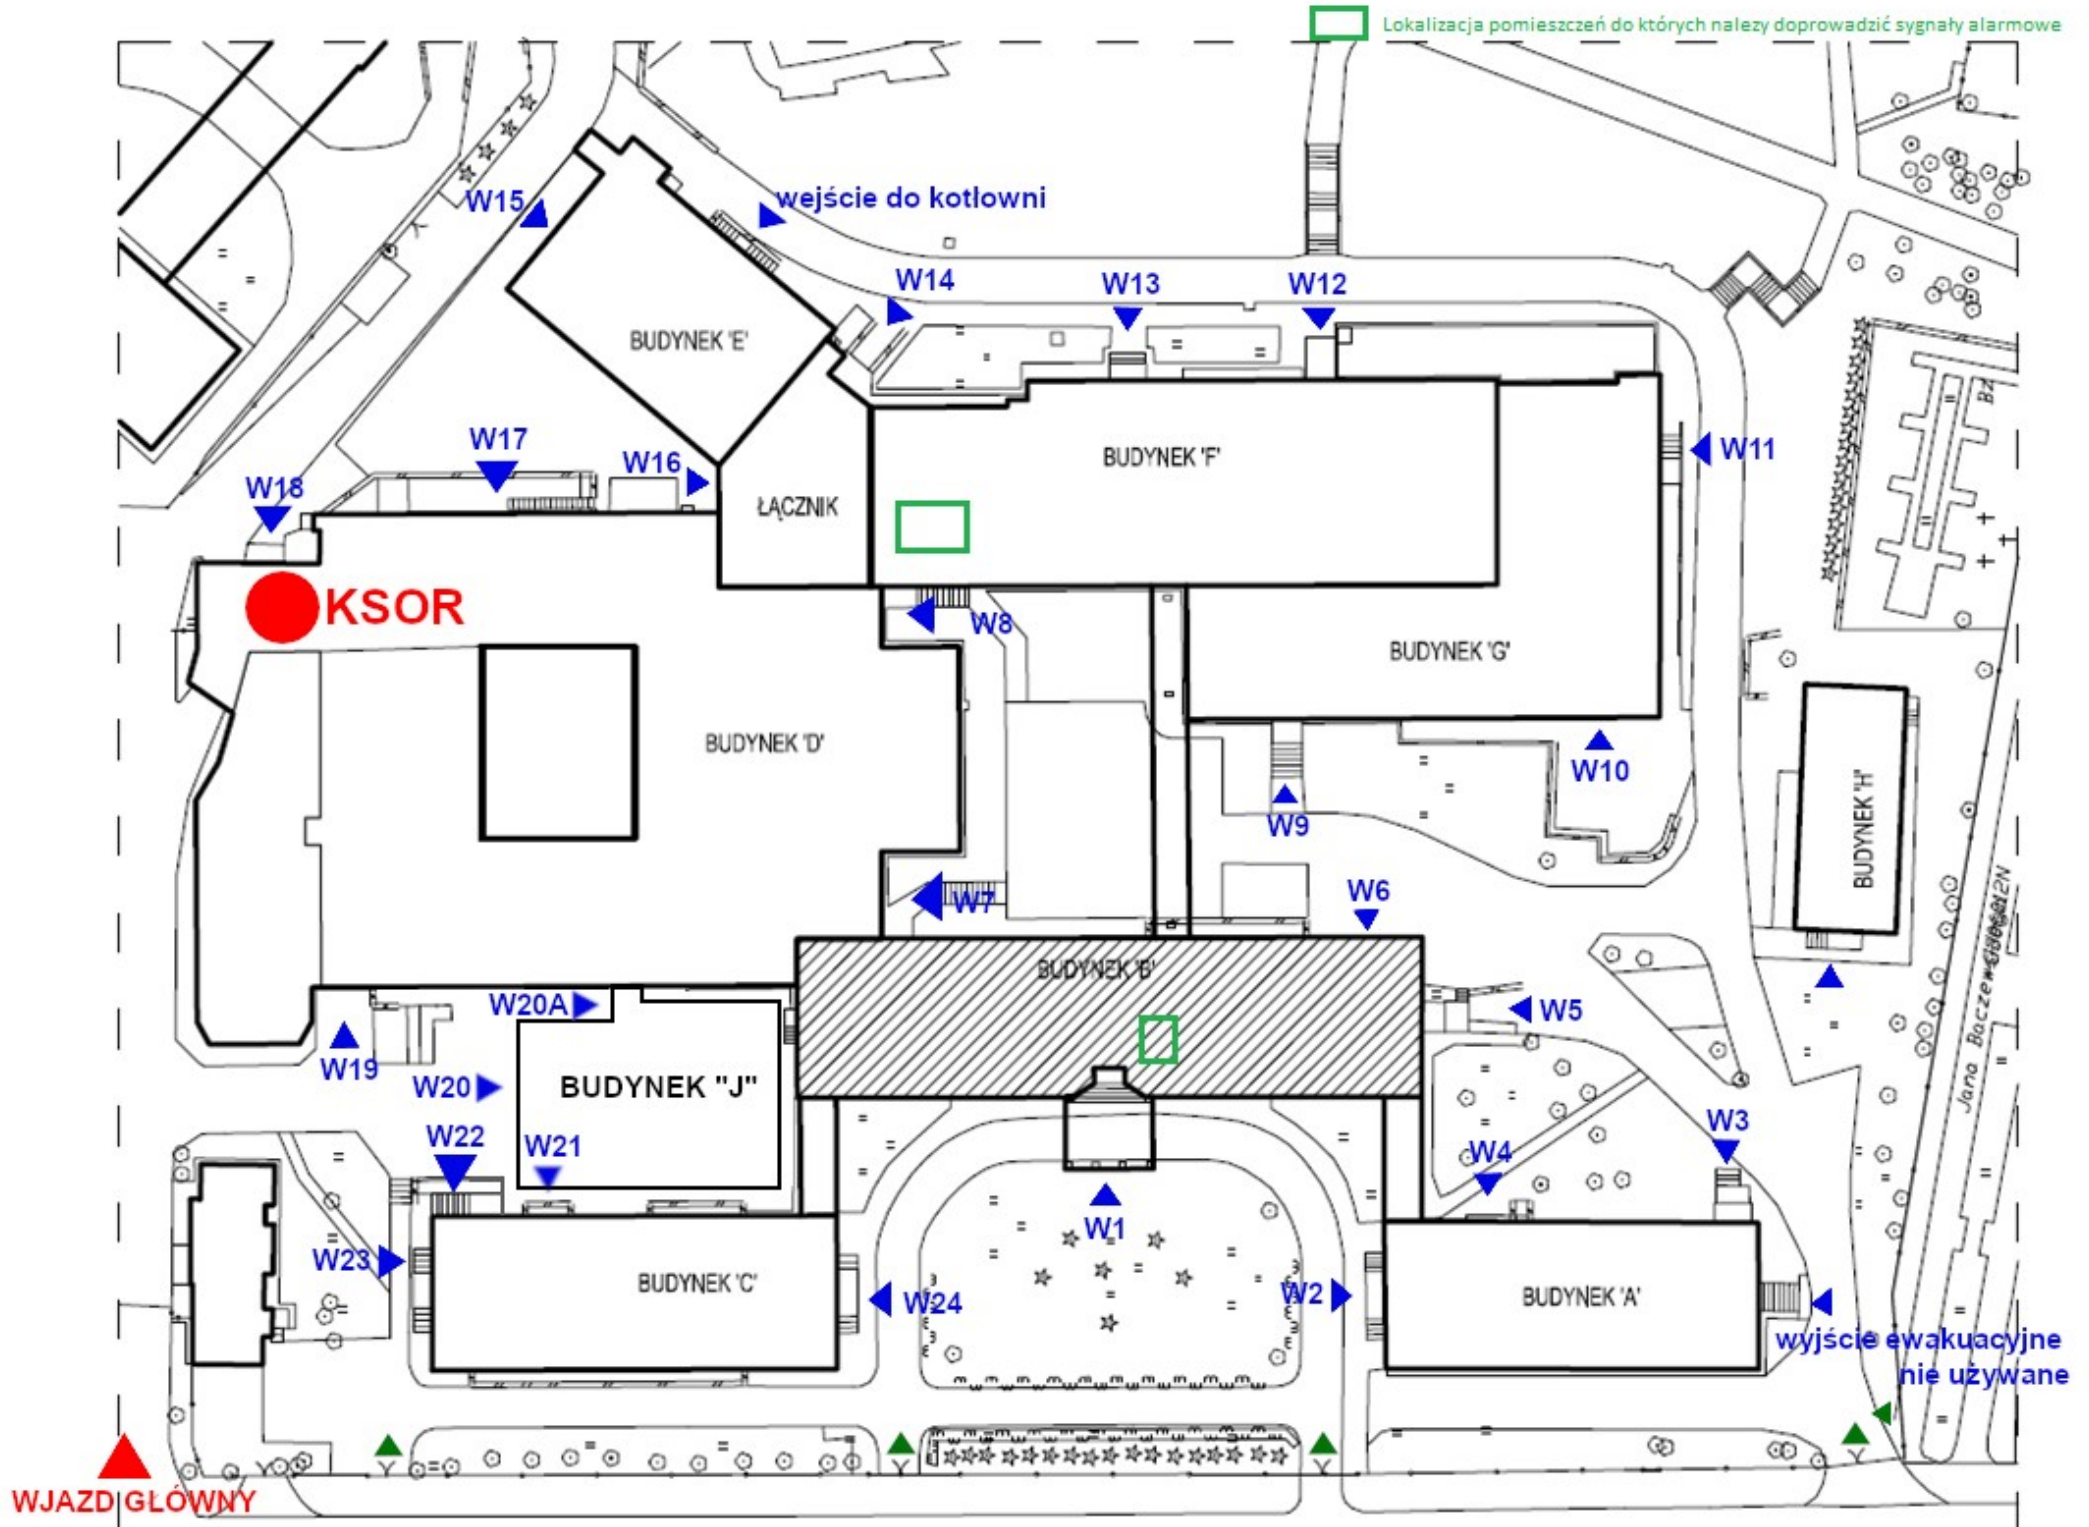 Lokalizacja pomieszczeń do których nalezy doprowadzić sygnały alarmowe
W15
wejście do kotłowni
W14
W13
W12
BUDYNEK 'E'
W17
W16
W18
ŁĄCZNIK
BUDYNEK 'F'
W11
KSOR
W8
BUDYNEK 'G'
BUDYNEK 'D'
W10
W9
BUDYNEK 'H'
W7
W6
BUDYNEK 'B'
W20A
W5
W19
W20
BUDYNEK "J"
W22
W21
W4
W3
W1
W23
BUDYNEK 'C'
W24
W2
BUDYNEK 'A'
wyjście ewakuacyjne
nie używane
WJAZD GŁÓWNY